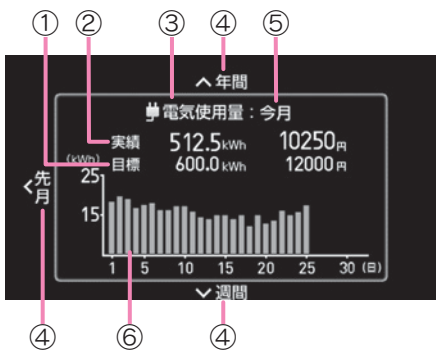 ① ② ③ ④ ⑤
年間
電気使用量：今月
実績 512.5kWh 10250円
目標 600.0kWh 12000円
(kWh)
25
15
先月
1 5 10 15 20 25 30 (日)
週間
④ ⑥ ④